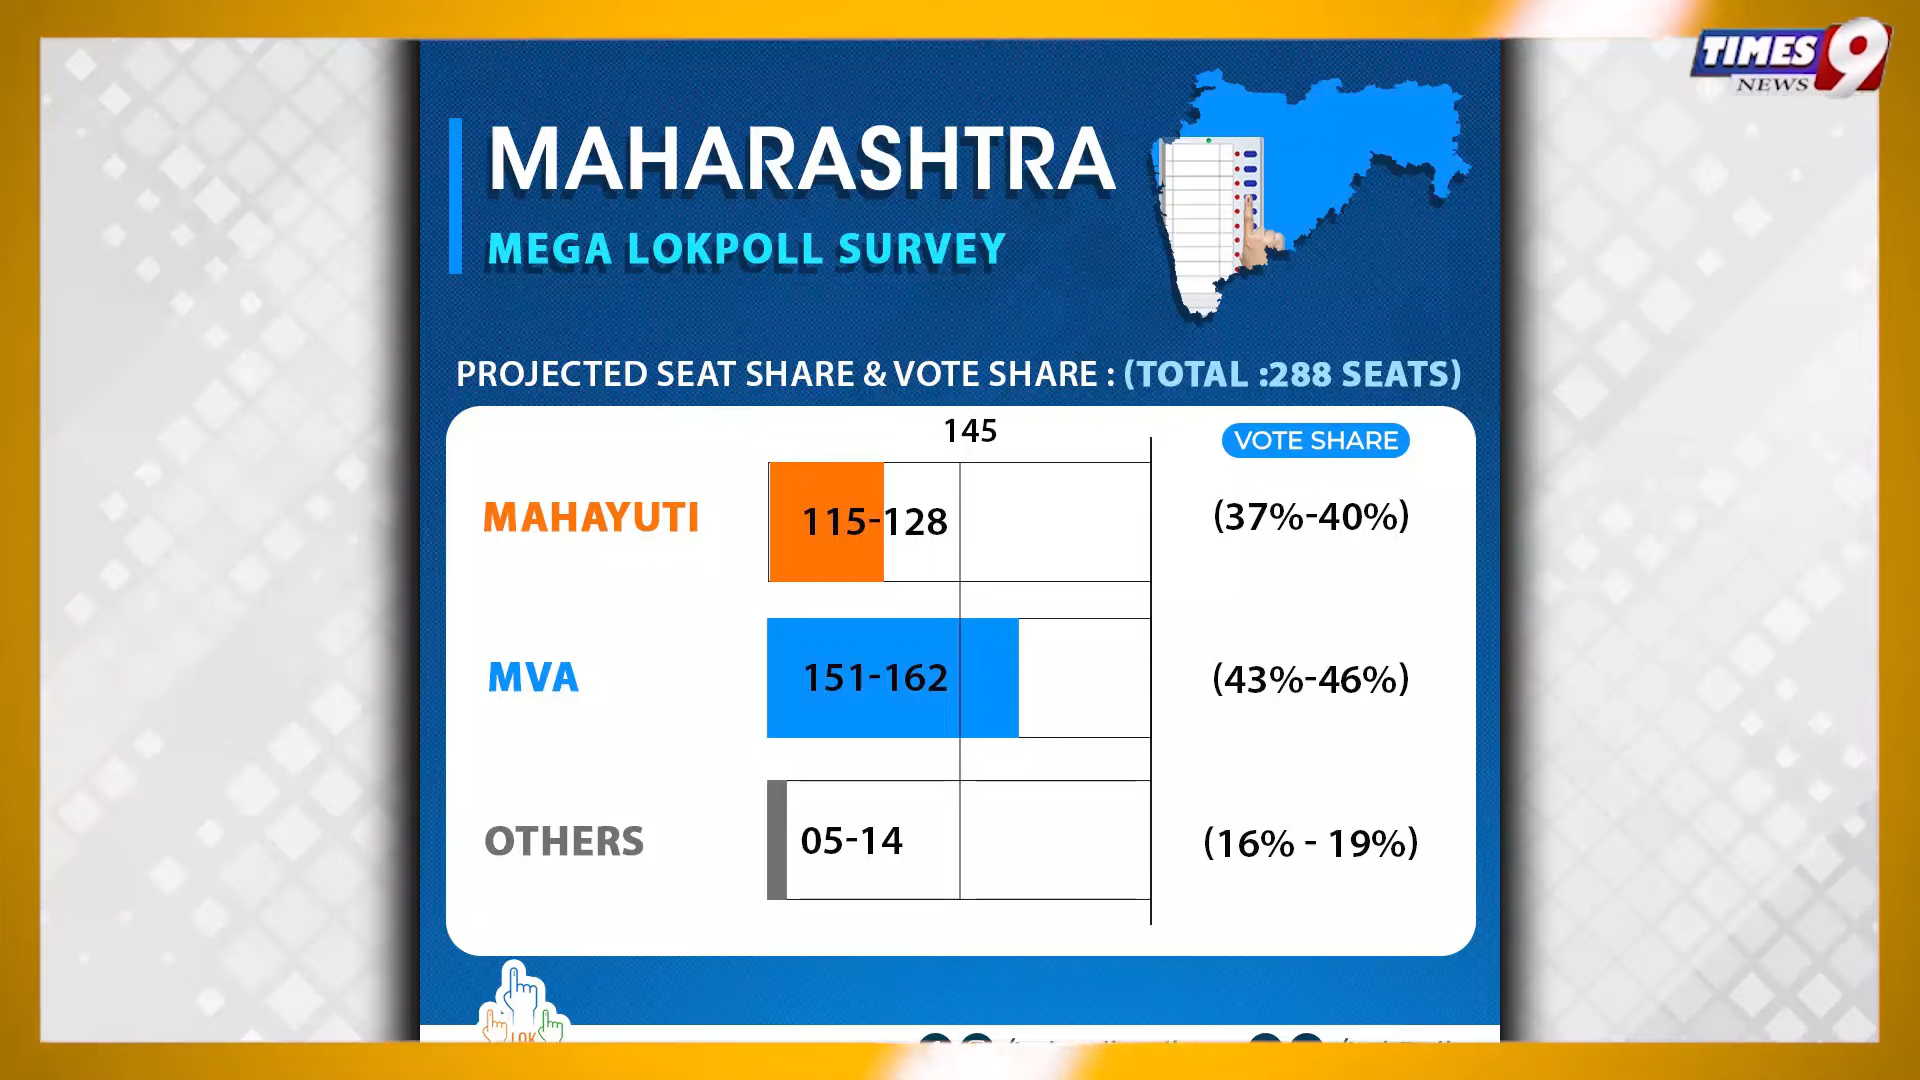 TIMES 9
NEWS
MAHARASHTRA
MEGA LOKPOLL SURVEY
PROJECTED SEAT SHARE & VOTE SHARE : (TOTAL :288 SEATS)
145
VOTE SHARE
MAHAYUTI 115-128 (37%-40%)
MVA 151-162 (43%-46%)
OTHERS 05-14 (16% - 19%)
LOK